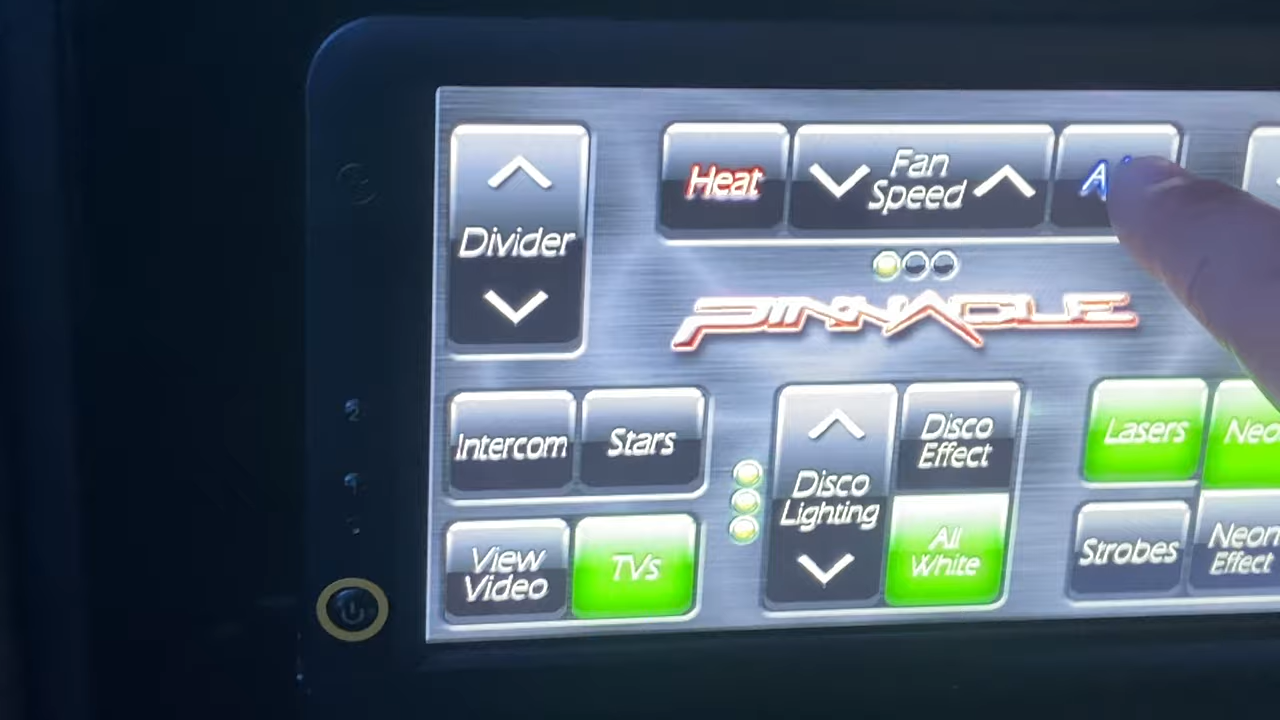 Heat
Fan
Speed
Divider
PINNACLE
Intercom
Stars
Disco
Lighting
Disco
Effect
Lasers
View
Video
TVs
All
White
Strobes
Neon
Effect